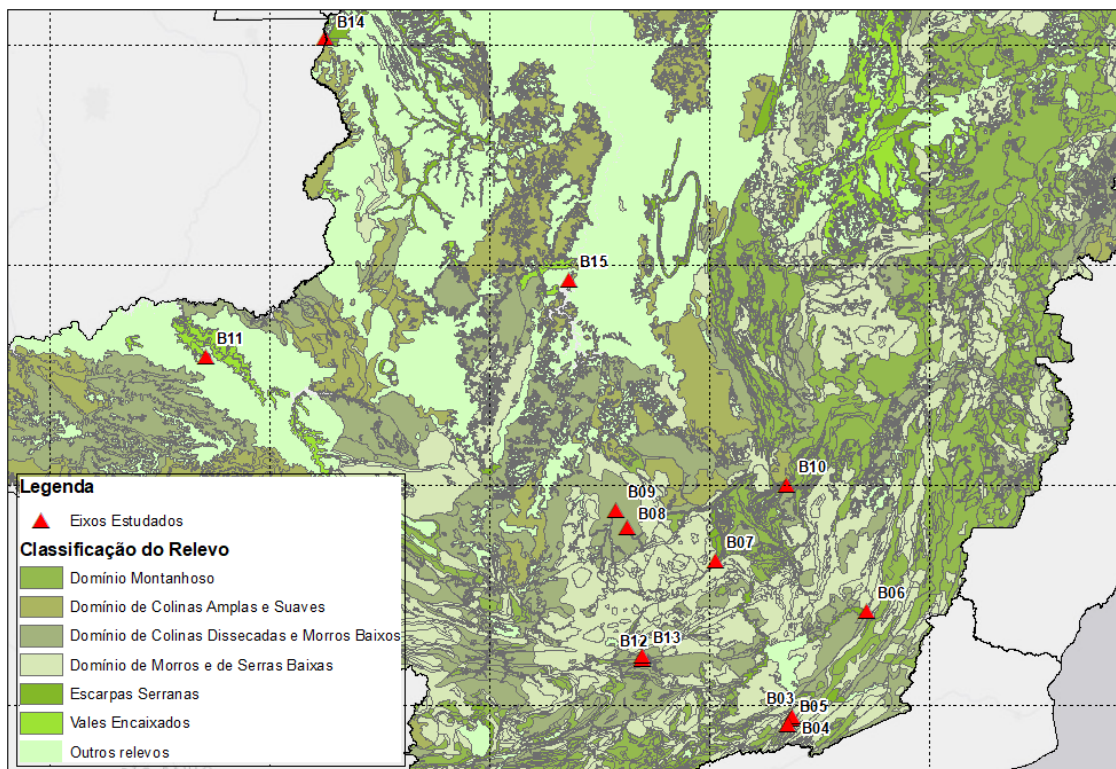 B14
B15
B11
B10
B09
B08
B07
B06
B12 B13
B03
B05
B04
Legenda
Eixos Estudados
Classificação do Relevo
Domínio Montanhoso
Domínio de Colinas Amplas e Suaves
Domínio de Colinas Dissecadas e Morros Baixos
Domínio de Morros e de Serras Baixas
Escarpas Serranas
Vales Encaixados
Outros relevos